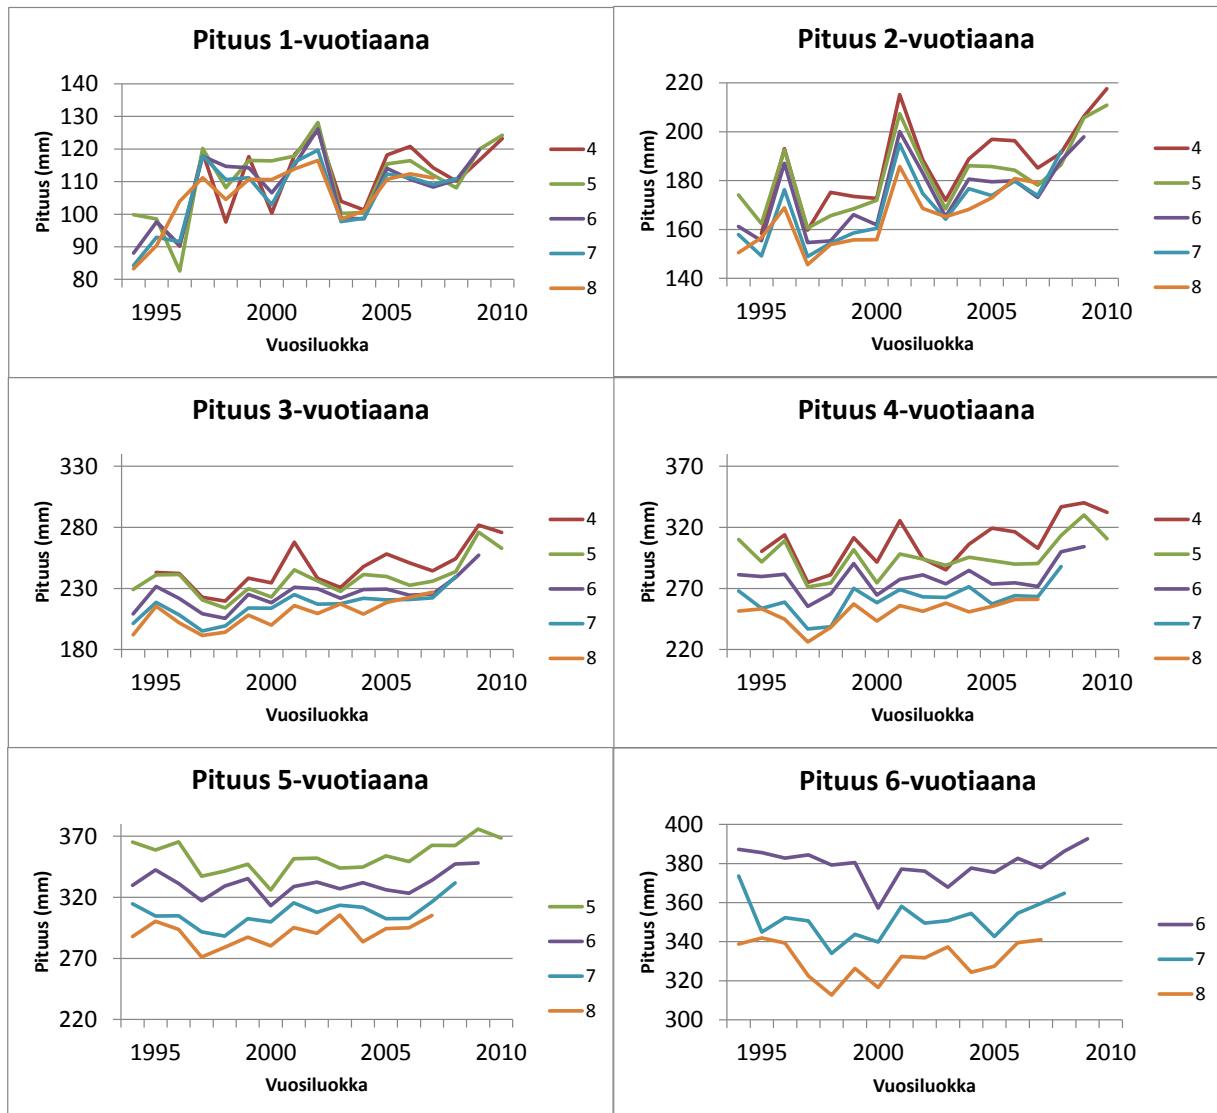 Pituus 1-vuotiaana
Pituus (mm)
140
130
120
110
100
90
80
1995 2000 2005 2010
Vuosiluokka
4
5
6
7
8
Pituus 2-vuotiaana
Pituus (mm)
220
200
180
160
140
1995 2000 2005 2010
Vuosiluokka
4
5
6
7
8
Pituus 3-vuotiaana
Pituus (mm)
330
280
230
180
1995 2000 2005 2010
Vuosiluokka
4
5
6
7
8
Pituus 4-vuotiaana
Pituus (mm)
370
320
270
220
1995 2000 2005 2010
Vuosiluokka
4
5
6
7
8
Pituus 5-vuotiaana
Pituus (mm)
370
320
270
220
1995 2000 2005 2010
Vuosiluokka
5
6
7
8
Pituus 6-vuotiaana
Pituus (mm)
400
380
360
340
320
300
1995 2000 2005 2010
Vuosiluokka
6
7
8